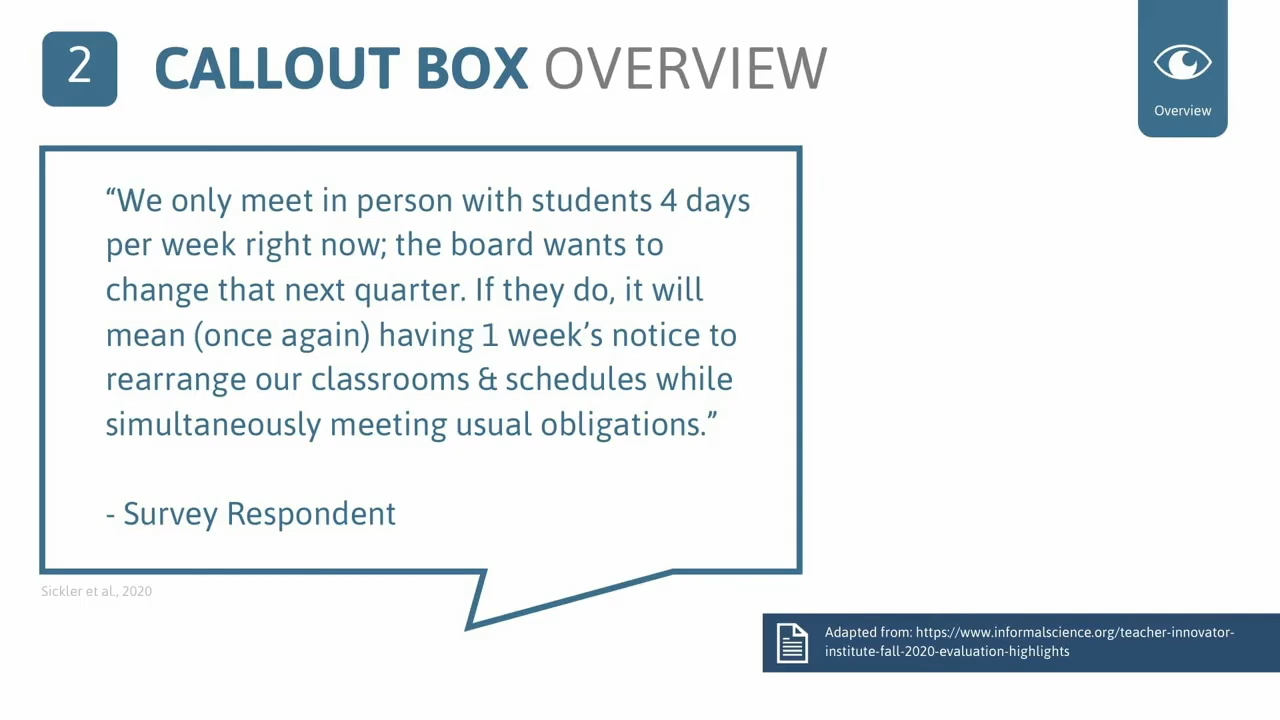 2
CALLOUT BOX OVERVIEW
Overview
“We only meet in person with students 4 days
per week right now; the board wants to
change that next quarter. If they do, it will
mean (once again) having 1 week’s notice to
rearrange our classrooms & schedules while
simultaneously meeting usual obligations.”
- Survey Respondent
Sickler et al., 2020
Adapted from: https://www.informalscience.org/teacher-innovator-
institute-fall-2020-evaluation-highlights